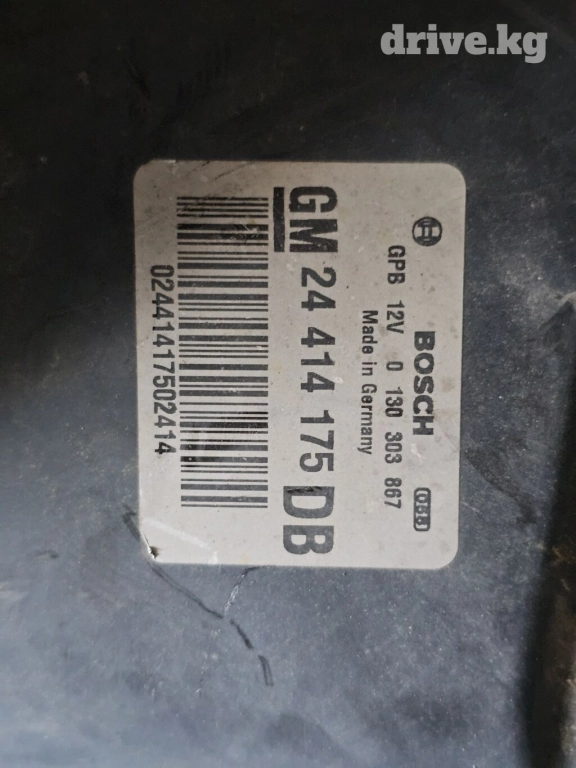 drive.kg
BOSCH
GPB 12V 0 130 303 867
Made in Germany
GM 24 414 175 DB
02441417502414